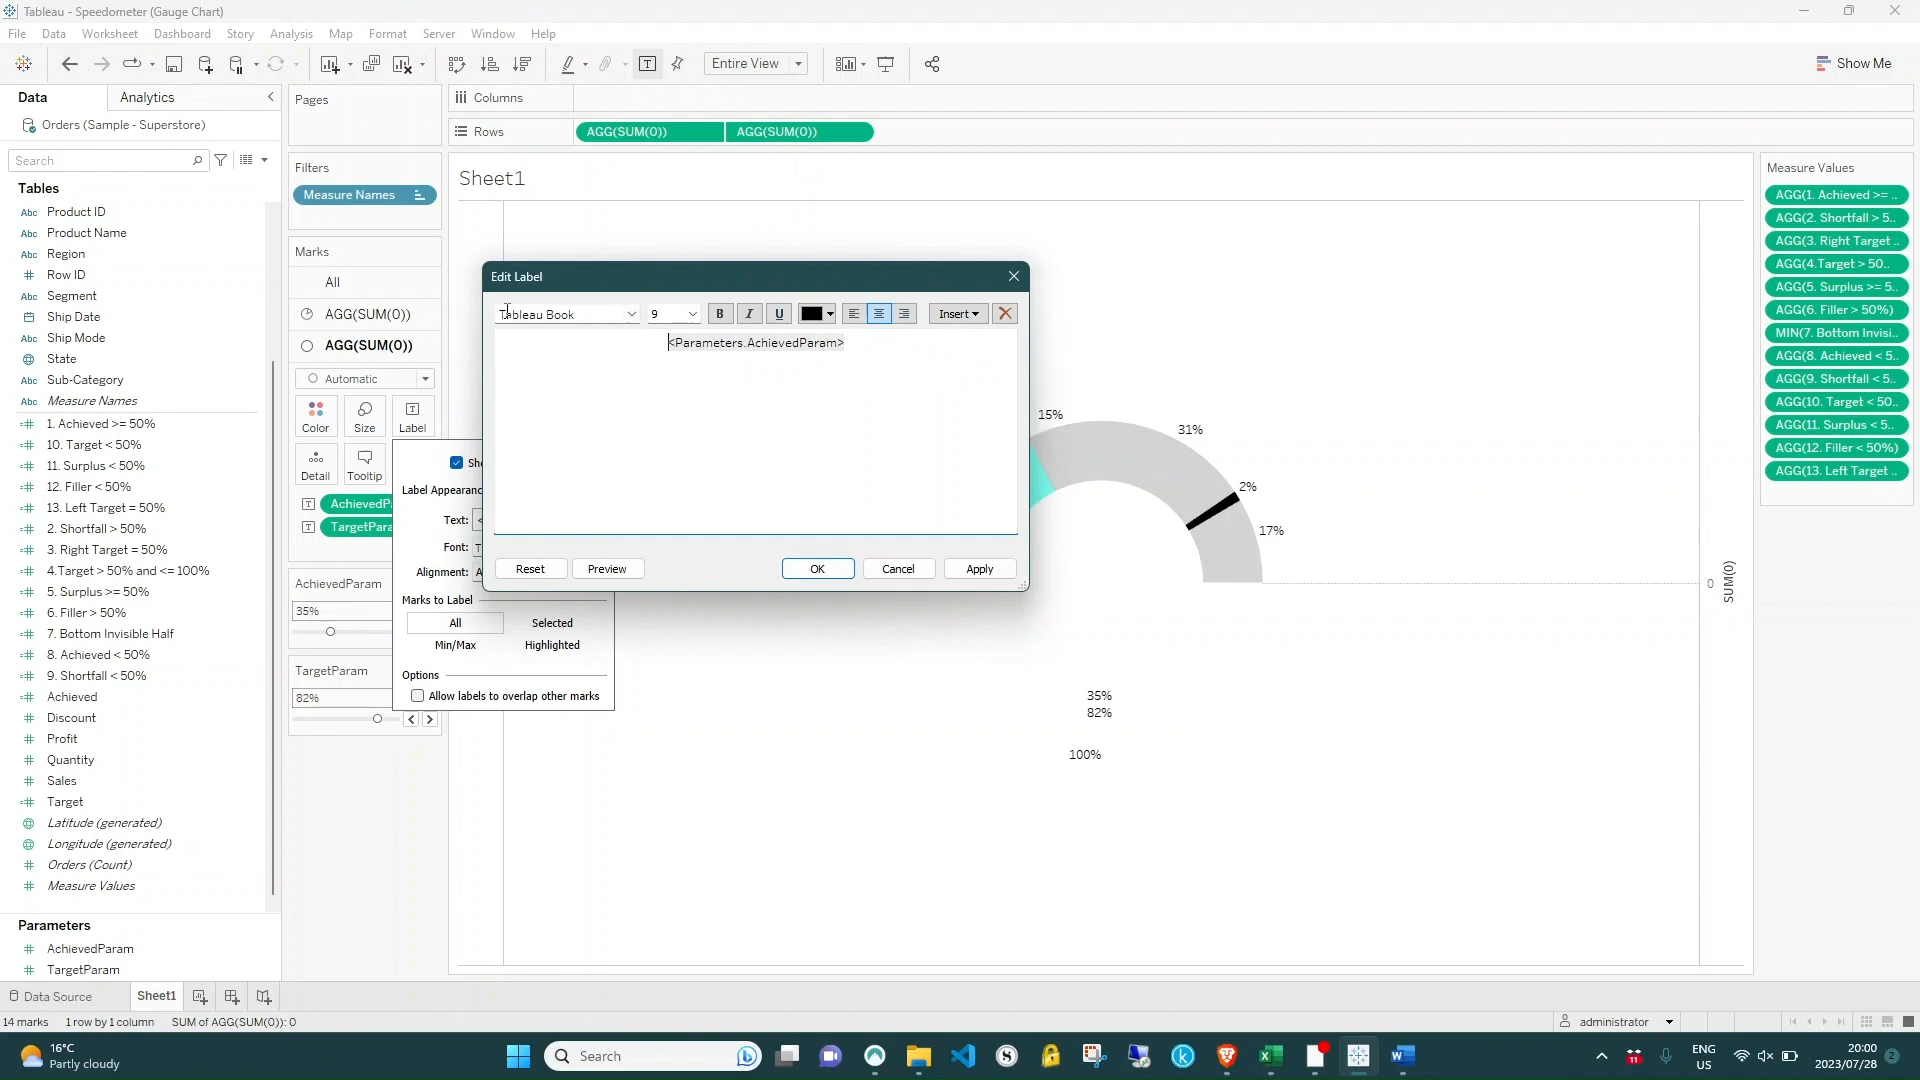 Tableau - Speedometer (Gauge Chart)
File Data Worksheet Dashboard Story Analysis Map Format Server Window Help
Entire View
Show Me
Data Analytics
Orders (Sample - Superstore)
Search
Tables
Abc Product ID
Abc Product Name
Abc Region
# Row ID
Abc Segment
Ship Date
Abc Ship Mode
State
Abc Sub-Category
Abc Measure Names
1. Achieved >= 50%
10. Target < 50%
11. Surplus < 50%
12. Filler < 50%
13. Left Target = 50%
2. Shortfall > 50%
3. Right Target = 50%
4.Target > 50% and <= 100%
5. Surplus >= 50%
6. Filler > 50%
7. Bottom Invisible Half
8. Achieved < 50%
9. Shortfall < 50%
Achieved
Discount
Profit
Quantity
Sales
Target
Latitude (generated)
Longitude (generated)
Orders (Count)
Measure Values
Parameters
AchievedParam
TargetParam
Pages
Filters
Measure Names
Marks
All
AGG(SUM(0))
AGG(SUM(0))
Automatic
Color Size Label
Detail Tooltip
AchievedP
TargetPara
AchievedParam
35%
TargetParam
82%
Columns
Rows AGG(SUM(0)) AGG(SUM(0))
Sheet1
Edit Label
Tableau Book 9 B I U Insert
<Parameters.AchievedParam>
Reset Preview OK Cancel Apply
Sho
Label Appearanc
Text: <
Font: T
Alignment: A
Marks to Label
All Selected
Min/Max Highlighted
Options
Allow labels to overlap other marks
15%
31%
2%
17%
0
SUM(0)
35%
82%
100%
Measure Values
AGG(1. Achieved >= ..
AGG(2. Shortfall > 5..
AGG(3. Right Target ..
AGG(4.Target > 50..
AGG(5. Surplus >= 5..
AGG(6. Filler > 50%)
MIN(7. Bottom Invisi..
AGG(8. Achieved < 5..
AGG(9. Shortfall < 5..
AGG(10. Target < 50..
AGG(11. Surplus < 5..
AGG(12. Filler < 50%)
AGG(13. Left Target ..
Data Source Sheet1
14 marks 1 row by 1 column SUM of AGG(SUM(0)): 0
administrator
16°C
Partly cloudy
Search
11
ENG
US
20:00
2023/07/28
2